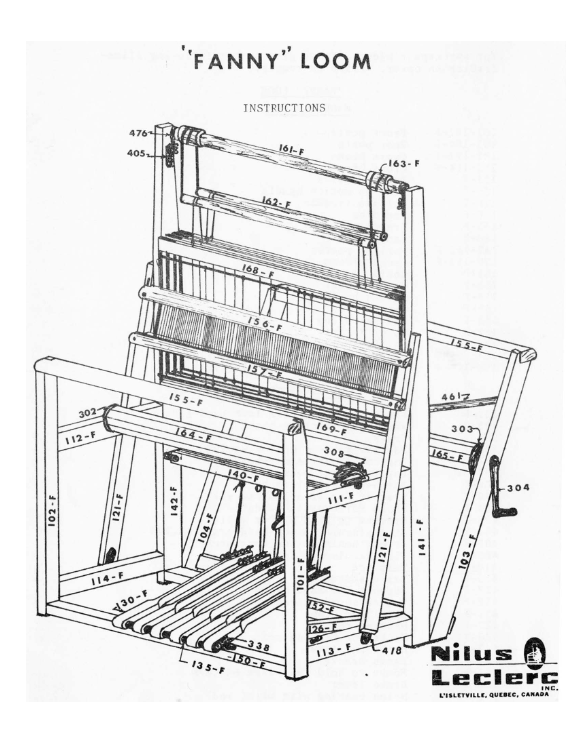 "FANNY" LOOM
INSTRUCTIONS
476
405
161-F
163-F
162-F
168-F
156-F
155-F
157-F
461
155-F
302
169-F
303
112-F
164-F
308
165-F
140-F
304
111-F
102-F
121-F
142-F
104-F
101-F
121-F
141-F
103-F
114-F
130-F
152-F
126-F
338
113-F
418
150-F
135-F
Nilus
Leclerc
INC.
L'ISLETVILLE, QUEBEC, CANADA